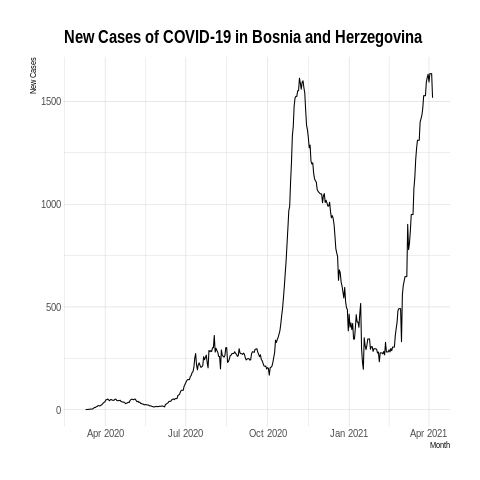 New Cases of COVID-19 in Bosnia and Herzegovina
New Cases
1500
1000
500
0
Apr 2020 Jul 2020 Oct 2020 Jan 2021 Apr 2021
Month